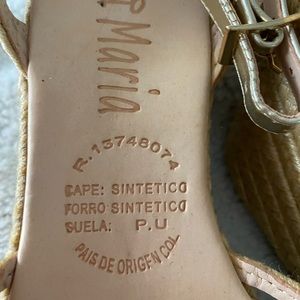 Maria
R.13748074
CAPE: SINTETICO
FORRO SINTETICO
SUELA: P.U
PAIS DE ORIGEN COL